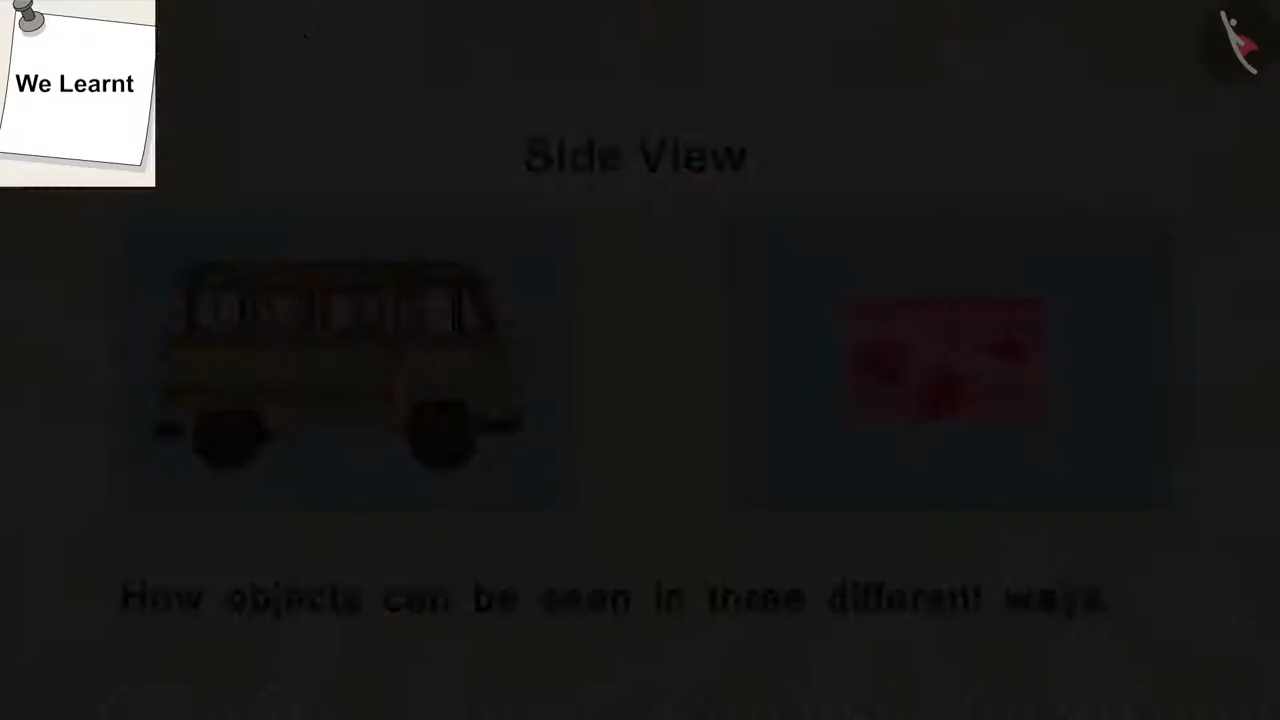 We Learnt
Side View
How objects can be seen in three different ways.